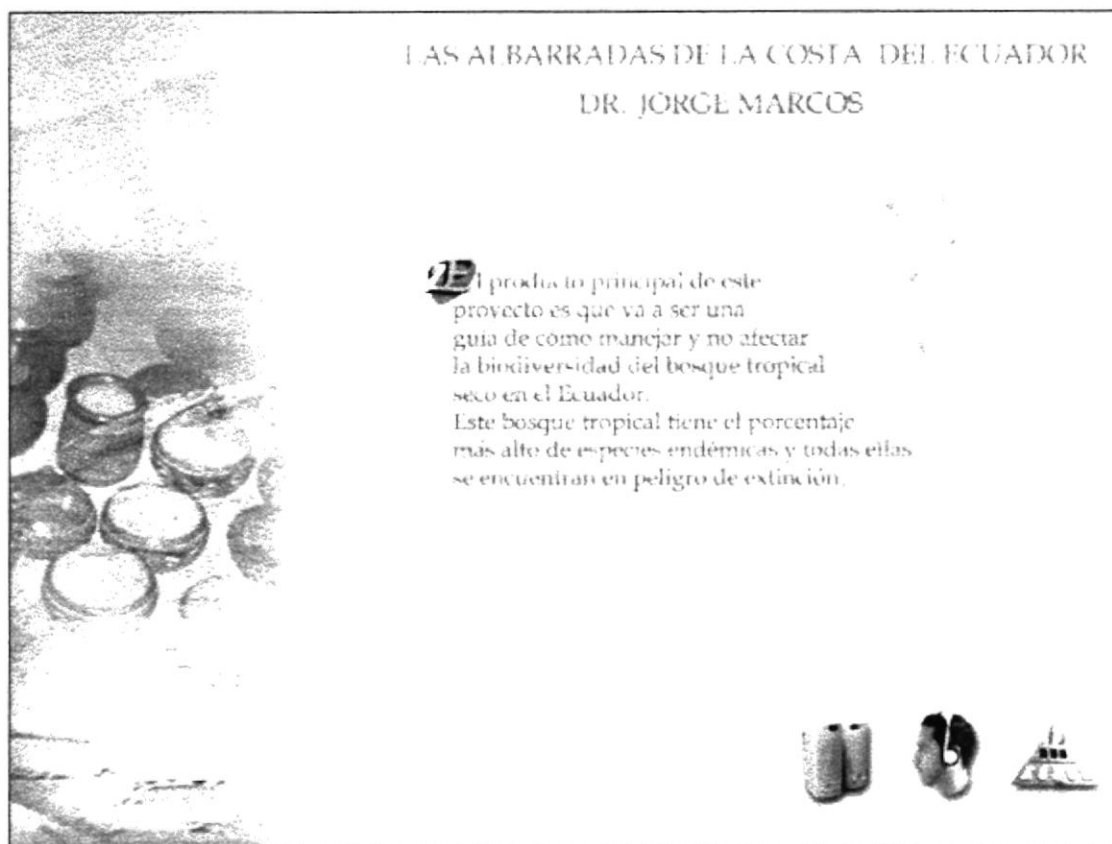 LAS ALBARRADAS DE LA COSTA DEL ECUADOR
DR. JORGE MARCOS
El producto principal de este
proyecto es que va a ser una
guía de cómo manejar y no afectar
la biodiversidad del bosque tropical
seco en el Ecuador.
Este bosque tropical tiene el porcentaje
más alto de especies endémicas y todas ellas
se encuentran en peligro de extinción.